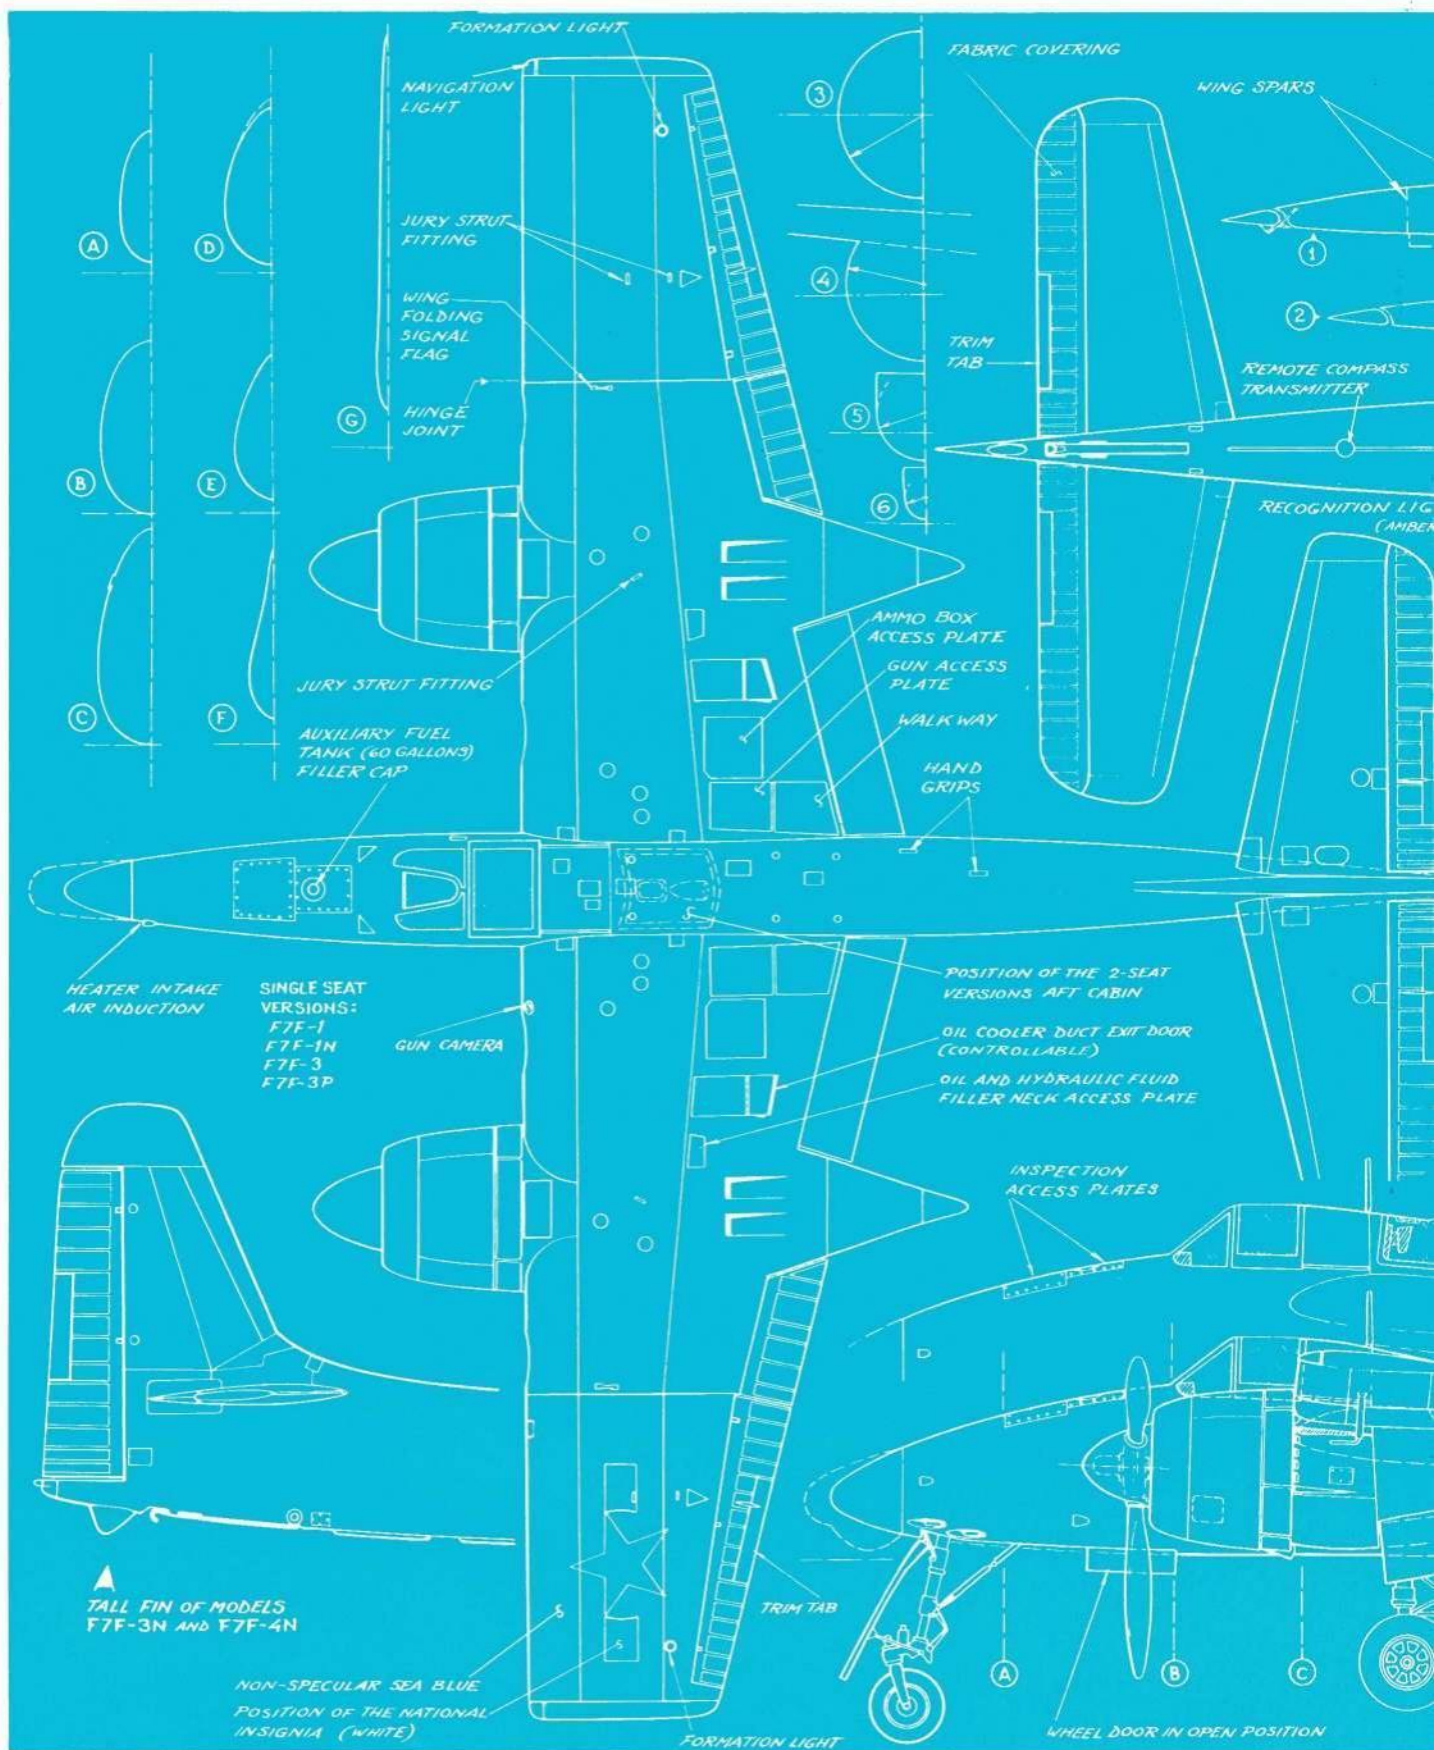 FORMATION LIGHT
NAVIGATION
LIGHT
FABRIC COVERING
WING SPARS
3
A
D
JURY STRUT
FITTING
1
4
2
WING
FOLDING
SIGNAL
FLAG
TRIM
TAB
REMOTE COMPASS
TRANSMITTER
G
HINGE
JOINT
5
B
E
6
RECOGNITION LIG
(AMBER
AMMO BOX
ACCESS PLATE
GUN ACCESS
PLATE
JURY STRUT FITTING
C
F
WALK WAY
AUXILIARY FUEL
TANK (60 GALLONS)
FILLER CAP
HAND
GRIPS
HEATER INTAKE
AIR INDUCTION
SINGLE SEAT
VERSIONS:
F7F-1
F7F-1N
F7F-3
F7F-3P
GUN CAMERA
POSITION OF THE 2-SEAT
VERSIONS AFT CABIN
OIL COOLER DUCT EXIT DOOR
(CONTROLLABLE)
OIL AND HYDRAULIC FLUID
FILLER NECK ACCESS PLATE
INSPECTION
ACCESS PLATES
TALL FIN OF MODELS
F7F-3N AND F7F-4N
TRIM TAB
A
B
C
NON-SPECULAR SEA BLUE
POSITION OF THE NATIONAL
INSIGNIA (WHITE)
FORMATION LIGHT
WHEEL DOOR IN OPEN POSITION